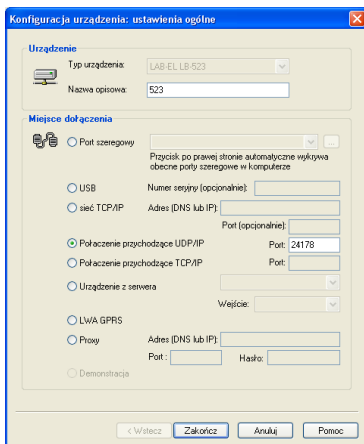 Konfiguracja urządzenia: ustawienia ogólne
Urządzenie
Typ urządzenia: LAB-EL LB-523
Nazwa opisowa: 523
Miejsce dołączenia
Port szeregowy ...
Przycisk po prawej stronie automatyczne wykrywa
obecne porty szeregowe w komputerze
USB Numer seryjny (opcjonalnie):
sieć TCP/IP Adres (DNS lub IP):
Port (opcjonalnie):
Połaczenie przychodzące UDP/IP Port: 24178
Połaczenie przychodzące TCP/IP Port:
Urządzenie z serwera
Wejście:
LWA GPRS
Proxy Adres (DNS lub IP):
Port : Hasło:
Demonstracja
< Wstecz Zakończ Anuluj Pomoc